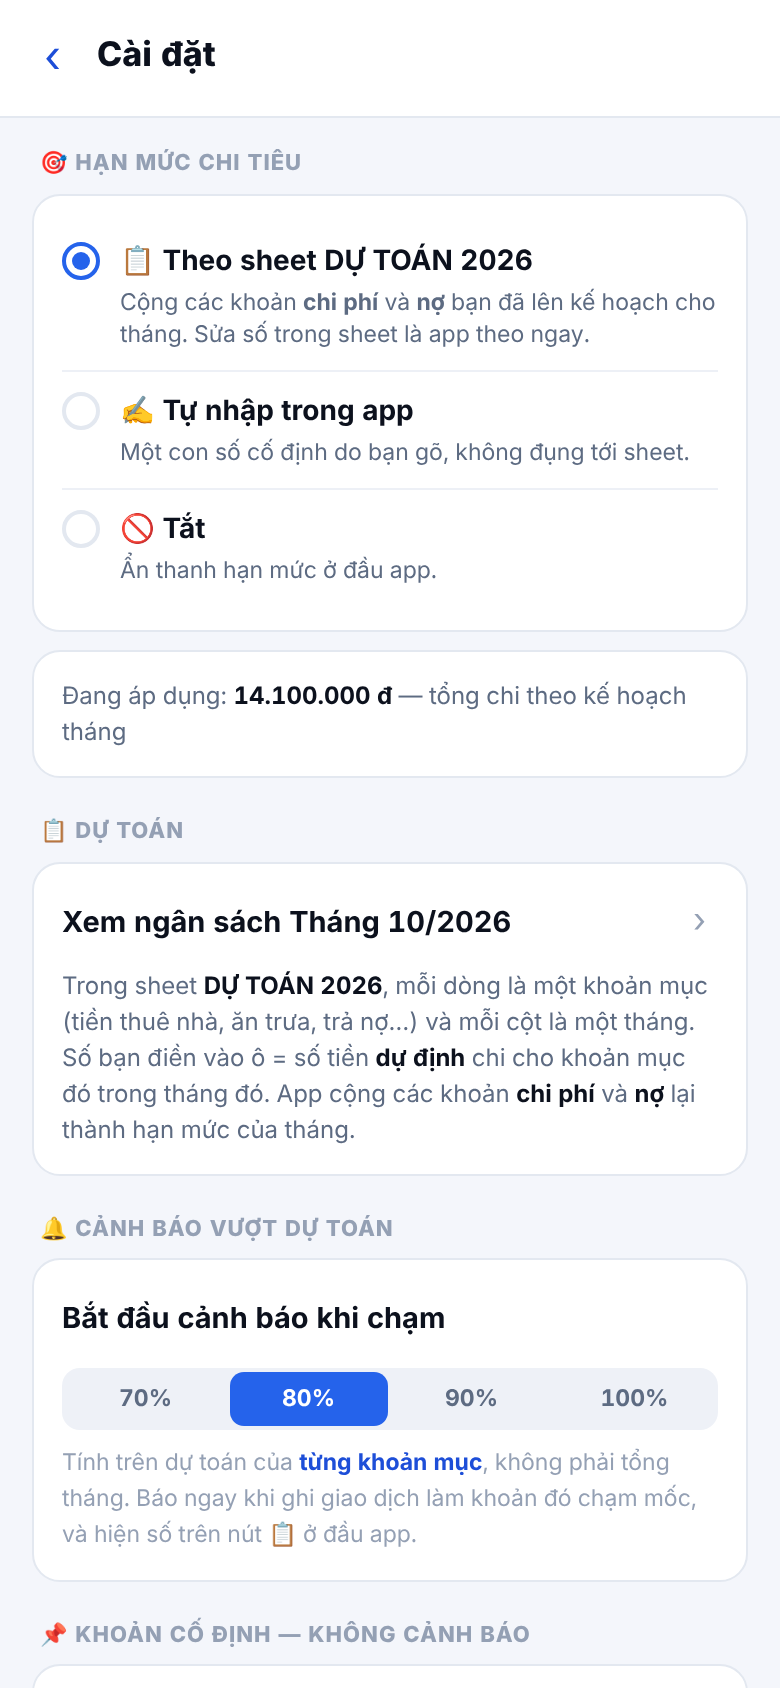 ‹ Cài đặt
🎯 HẠN MỨC CHI TIÊU
📋 Theo sheet DỰ TOÁN 2026
Cộng các khoản chi phí và nợ bạn đã lên kế hoạch cho
tháng. Sửa số trong sheet là app theo ngay.
✍️ Tự nhập trong app
Một con số cố định do bạn gõ, không đụng tới sheet.
🚫 Tắt
Ẩn thanh hạn mức ở đầu app.
Đang áp dụng: 14.100.000 đ — tổng chi theo kế hoạch
tháng
📋 DỰ TOÁN
Xem ngân sách Tháng 10/2026 ›
Trong sheet DỰ TOÁN 2026, mỗi dòng là một khoản mục
(tiền thuê nhà, ăn trưa, trả nợ...) và mỗi cột là một tháng.
Số bạn điền vào ô = số tiền dự định chi cho khoản mục
đó trong tháng đó. App cộng các khoản chi phí và nợ lại
thành hạn mức của tháng.
🔔 CẢNH BÁO VƯỢT DỰ TOÁN
Bắt đầu cảnh báo khi chạm
70% 80% 90% 100%
Tính trên dự toán của từng khoản mục, không phải tổng
tháng. Báo ngay khi ghi giao dịch làm khoản đó chạm mốc,
và hiện số trên nút 📋 ở đầu app.
📌 KHOẢN CỐ ĐỊNH — KHÔNG CẢNH BÁO